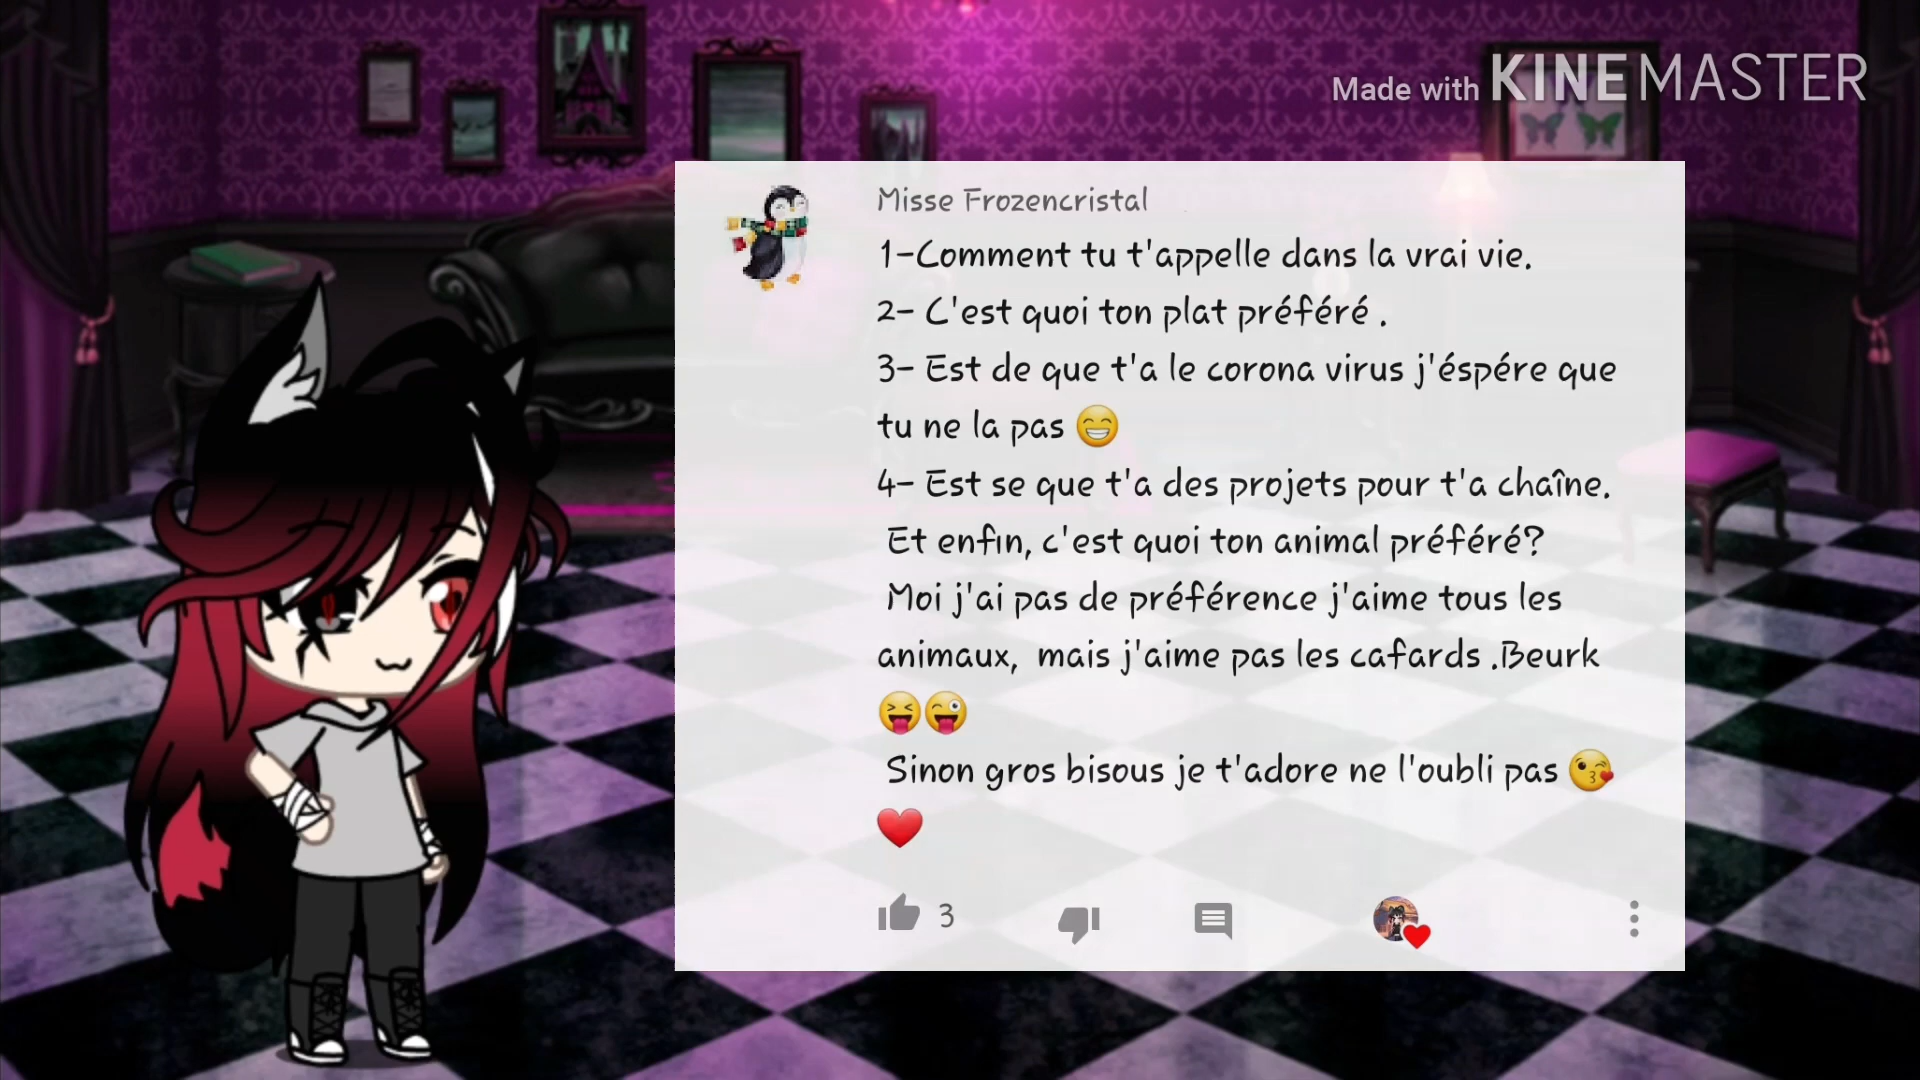 Made with KINEMASTER
Misse Frozencristal
1-Comment tu t'appelle dans la vrai vie.
2- C'est quoi ton plat préféré .
3- Est de que t'a le corona virus j'éspére que
tu ne la pas 😁
4- Est se que t'a des projets pour t'a chaîne.
Et enfin, c'est quoi ton animal préféré?
Moi j'ai pas de préférence j'aime tous les
animaux, mais j'aime pas les cafards .Beurk
😝😜
Sinon gros bisous je t'adore ne l'oubli pas 😘
❤️
3